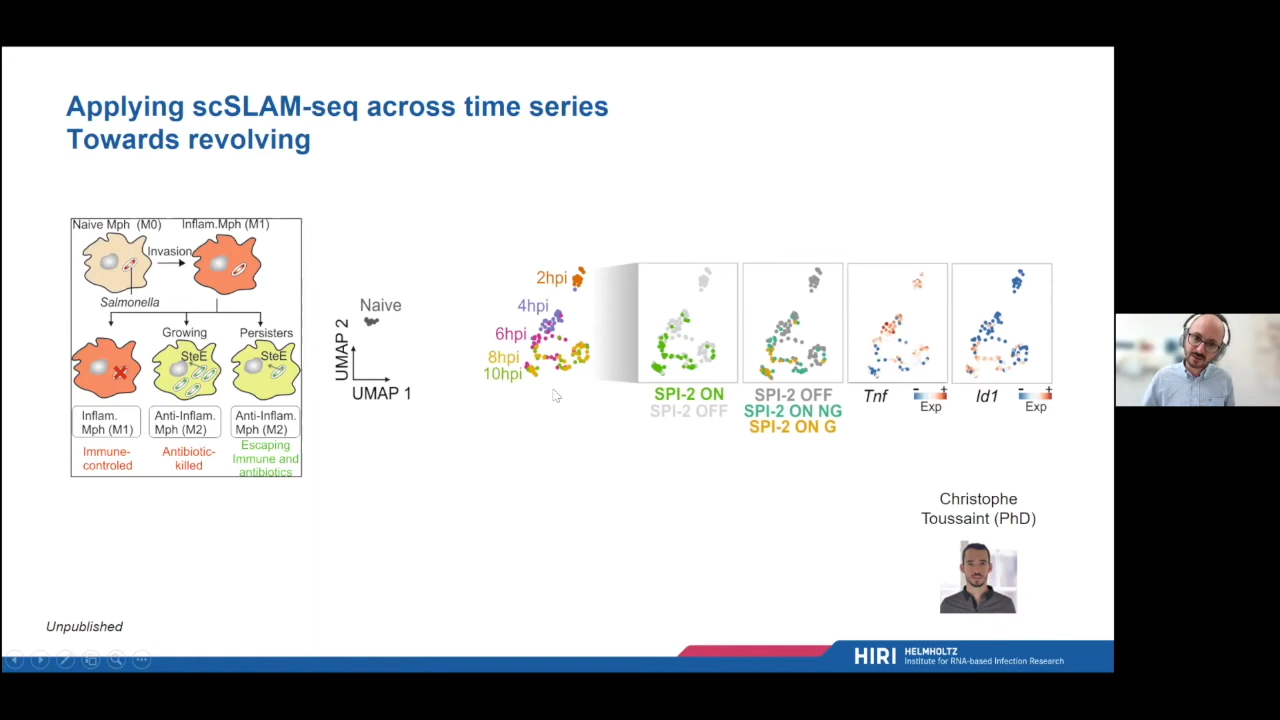 Applying scSLAM-seq across time series
Towards revolving
Naive Mph (M0)
Inflam.Mph (M1)
Invasion
Salmonella
Growing
Persisters
SteE
SteE
Inflam.
Mph (M1)
Anti-Inflam.
Mph (M2)
Anti-Inflam.
Mph (M2)
Immune-
controled
Antibiotic-
killed
Escaping
Immune and
antibiotics
Naive
UMAP 2
UMAP 1
2hpi
4hpi
6hpi
8hpi
10hpi
SPI-2 ON
SPI-2 OFF
SPI-2 OFF
SPI-2 ON NG
SPI-2 ON G
Tnf
- +
Exp
Id1
- +
Exp
Christophe
Toussaint (PhD)
Unpublished
HIRI
HELMHOLTZ
Institute for RNA-based Infection Research